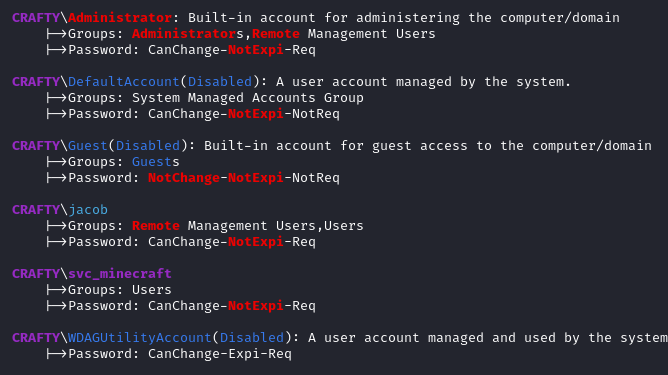 CRAFTY\Administrator: Built-in account for administering the computer/domain
|->Groups: Administrators,Remote Management Users
|->Password: CanChange-NotExpi-Req
CRAFTY\DefaultAccount(Disabled): A user account managed by the system.
|->Groups: System Managed Accounts Group
|->Password: CanChange-NotExpi-NotReq
CRAFTY\Guest(Disabled): Built-in account for guest access to the computer/domain
|->Groups: Guests
|->Password: NotChange-NotExpi-NotReq
CRAFTY\jacob
|->Groups: Remote Management Users,Users
|->Password: CanChange-NotExpi-Req
CRAFTY\svc_minecraft
|->Groups: Users
|->Password: CanChange-NotExpi-Req
CRAFTY\WDAGUtilityAccount(Disabled): A user account managed and used by the system
|->Password: CanChange-Expi-Req